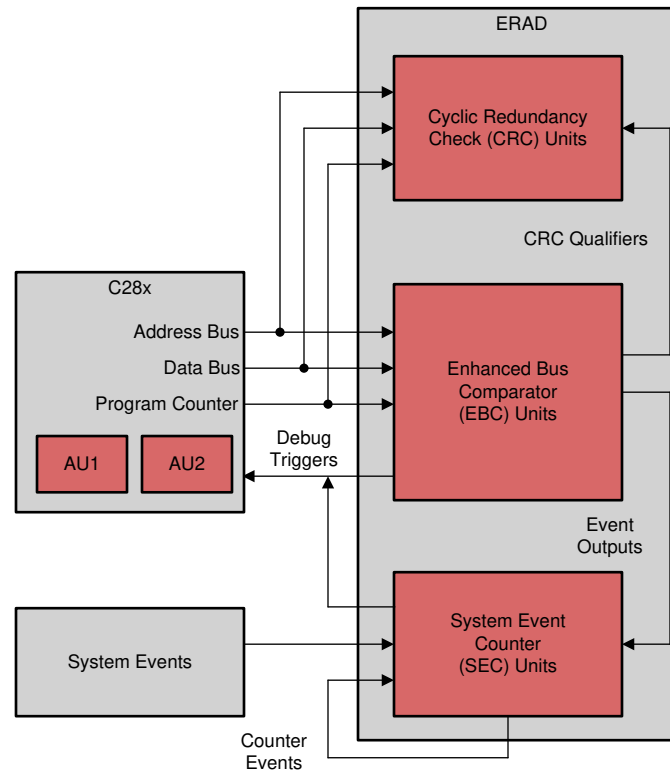 ERAD
Cyclic Redundancy
Check (CRC) Units
CRC Qualifiers
C28x
Address Bus
Data Bus
Program Counter
AU1
AU2
Enhanced Bus
Comparator
(EBC) Units
Debug
Triggers
Event
Outputs
System Events
System Event
Counter
(SEC) Units
Counter
Events